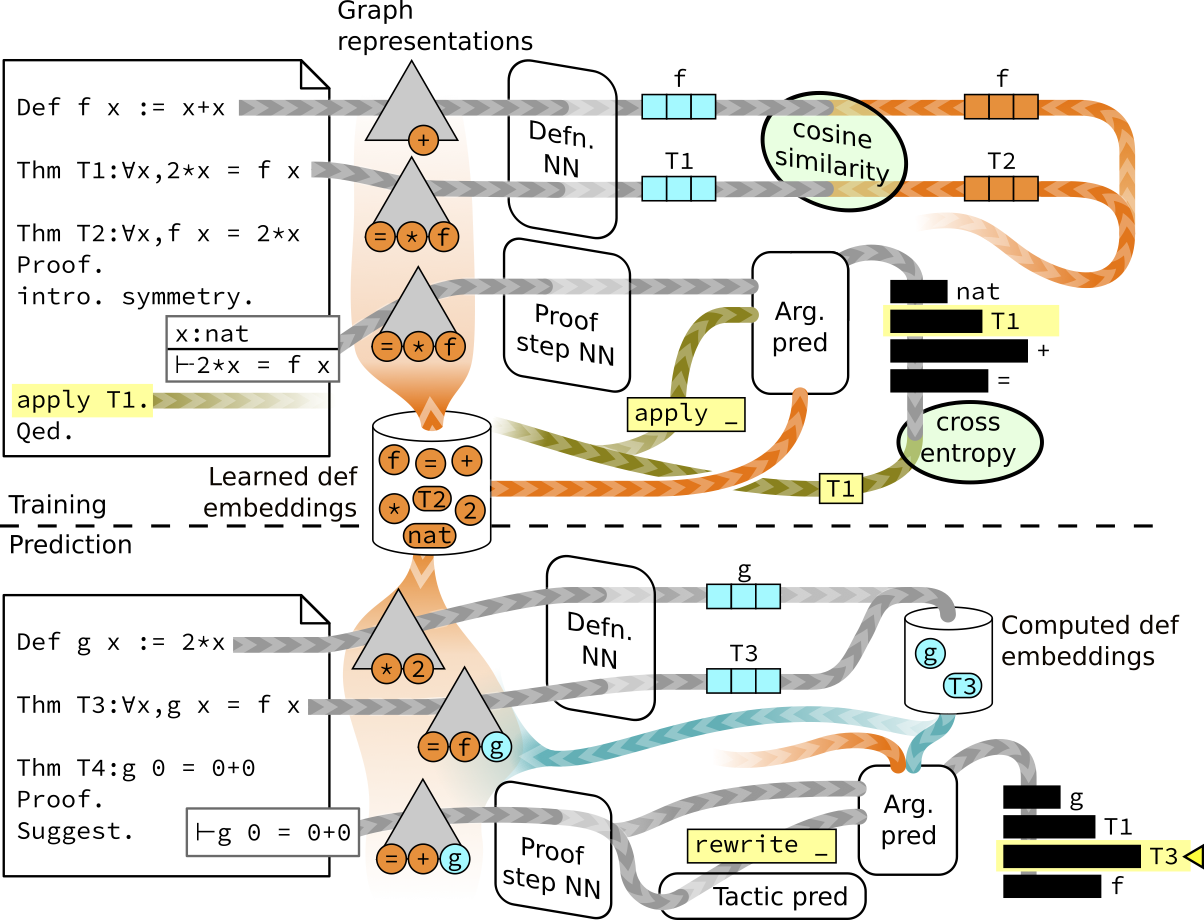 Graph
representations
Def f x := x+x
+
Defn.
NN
f
cosine
similarity
f
Thm T1:∀x,2*x = f x
= * f
T1
T2
Thm T2:∀x,f x = 2*x
Proof.
intro. symmetry.
x:nat
⊢2*x = f x
= * f
Proof
step NN
Arg.
pred
nat
T1
+
=
apply T1.
Qed.
apply _
cross
entropy
T1
Learned def
embeddings
f = +
* T2 2
nat
Training
Prediction
Def g x := 2*x
* 2
Defn.
NN
g
T3
Computed def
embeddings
g
T3
Thm T3:∀x,g x = f x
= f g
Thm T4:g 0 = 0+0
Proof.
Suggest.
⊢g 0 = 0+0
= + g
Proof
step NN
rewrite _
Tactic pred
Arg.
pred
g
T1
T3
f